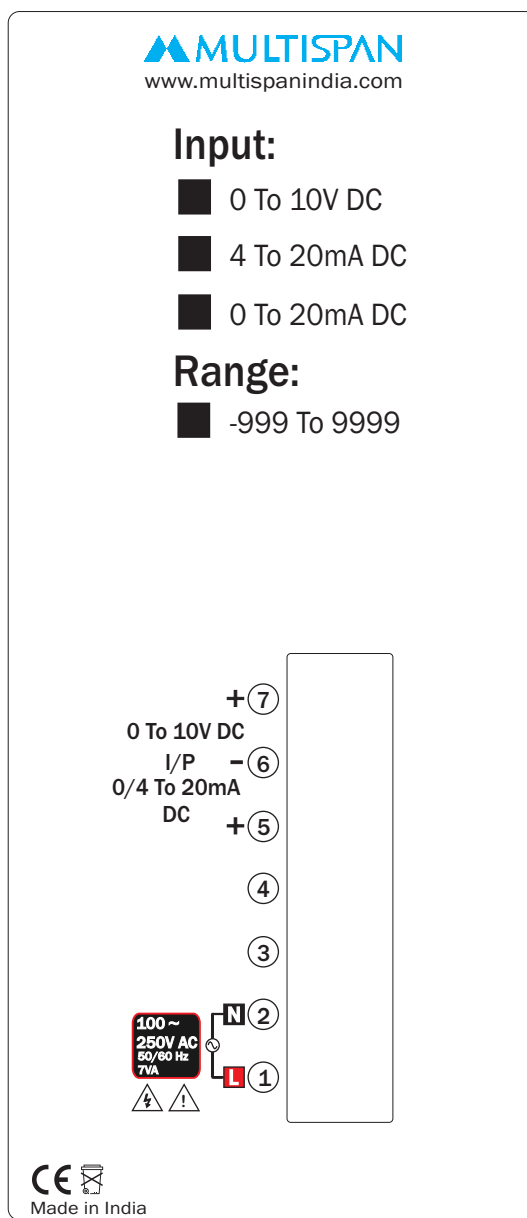 MULTISPAN
www.multispanindia.com
Input:
0 To 10V DC
4 To 20mA DC
0 To 20mA DC
Range:
-999 To 9999
+ 7
0 To 10V DC
I/P - 6
0/4 To 20mA
DC + 5
4
3
N 2
100 ~
250V AC
50/60 Hz
7VA
L 1
CE
Made in India